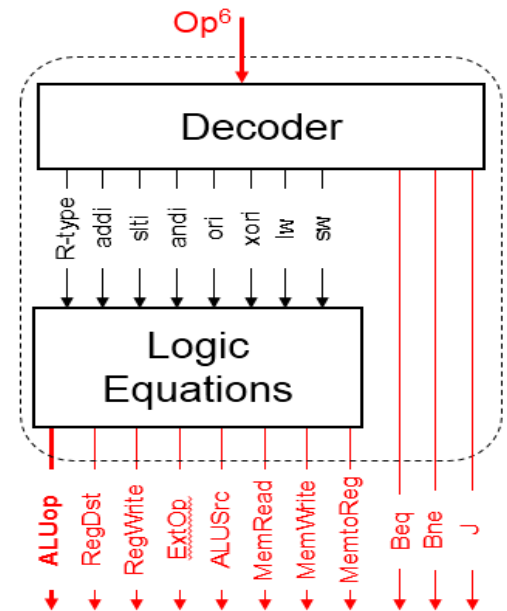 Op⁶
Decoder
R-type
addi
slti
andi
ori
xori
lw
sw
Logic
Equations
ALUop
RegDst
RegWrite
ExtOp
ALUSrc
MemRead
MemWrite
MemtoReg
Beq
Bne
J